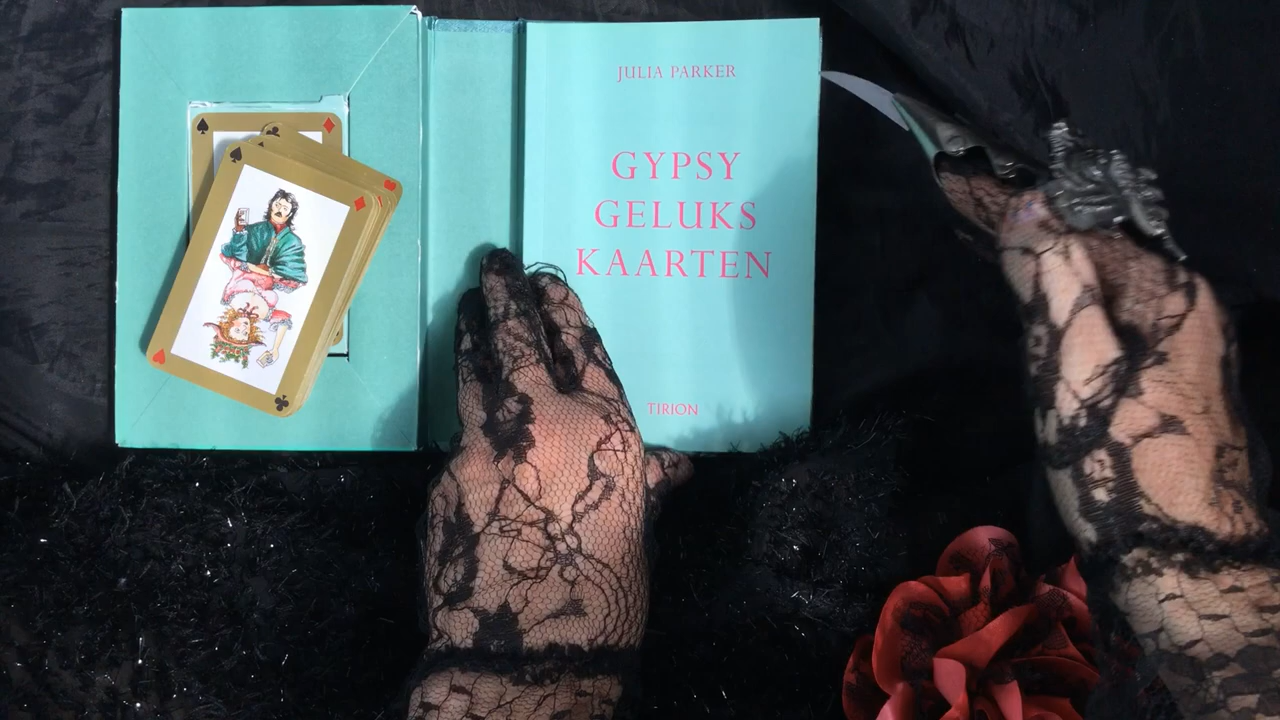 JULIA PARKER
GYPSY
GELUKS
KAARTEN
TIRION